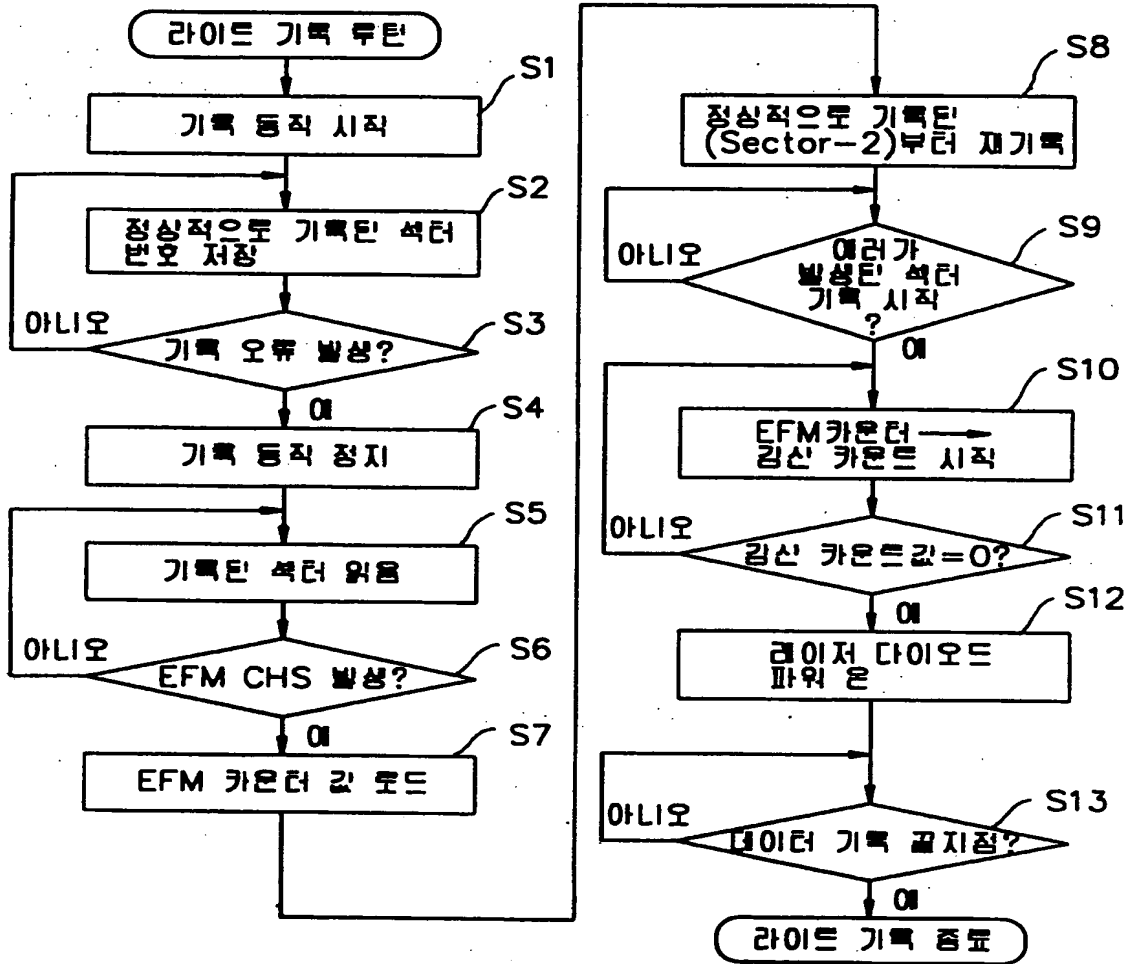 라이트 기록 루틴
S1
기록 동작 시작
S2
정상적으로 기록된 섹터
번호 저장
아니오
S3
기록 오류 발생?
예
S4
기록 동작 정지
S5
기록된 섹터 읽음
아니오
S6
EFM CHS 발생?
예
S7
EFM 카운터 값 로드
S8
정상적으로 기록된
(Sector-2)부터 재기록
S9
아니오
에러가
발생된 섹터
기록 시작
?
예
S10
EFM카운터 →
감산 카운트 시작
아니오
S11
감산 카운트값=0?
예
S12
레이저 다이오드
파워 온
S13
아니오
데이터 기록 끝지점?
예
라이트 기록 종료